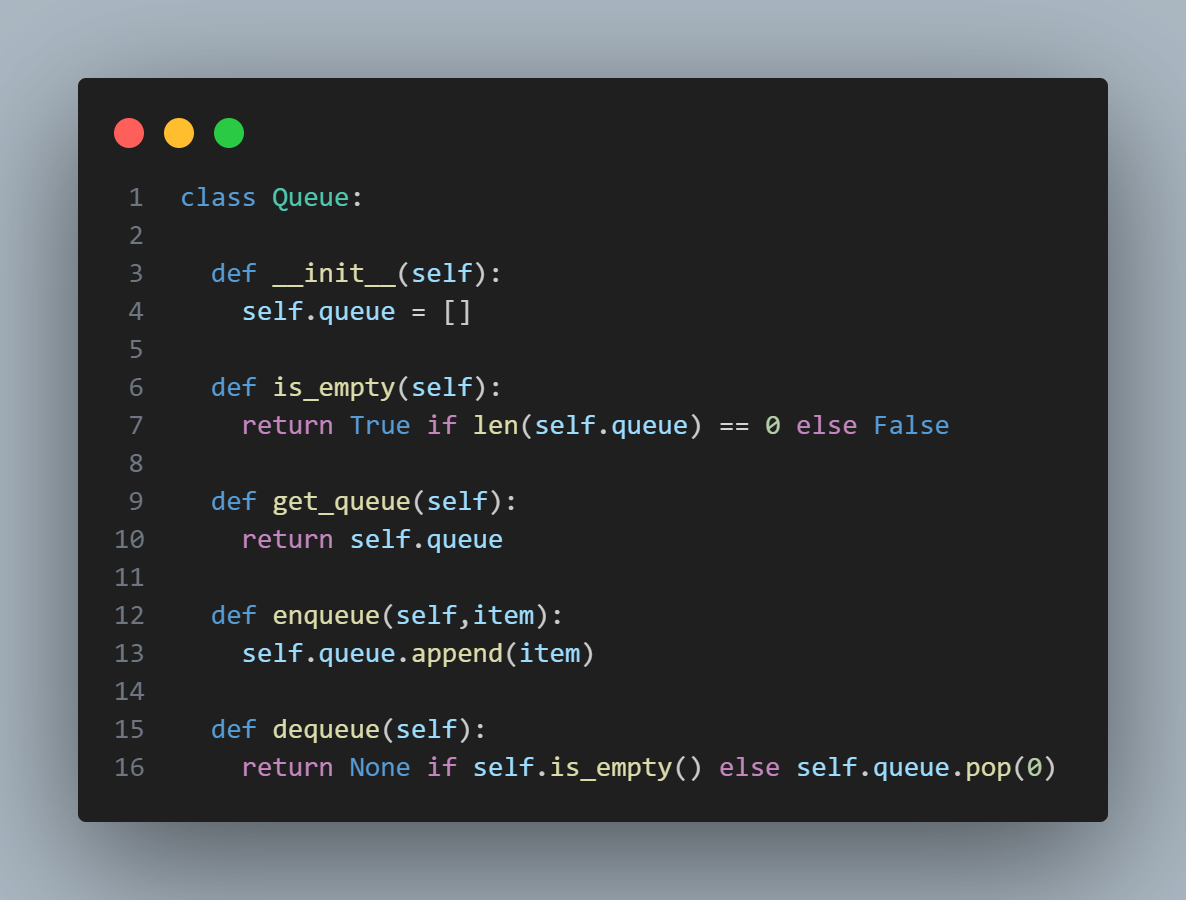 1 class Queue:
2
3   def __init__(self):
4     self.queue = []
5
6   def is_empty(self):
7     return True if len(self.queue) == 0 else False
8
9   def get_queue(self):
10     return self.queue
11
12   def enqueue(self,item):
13     self.queue.append(item)
14
15   def dequeue(self):
16     return None if self.is_empty() else self.queue.pop(0)